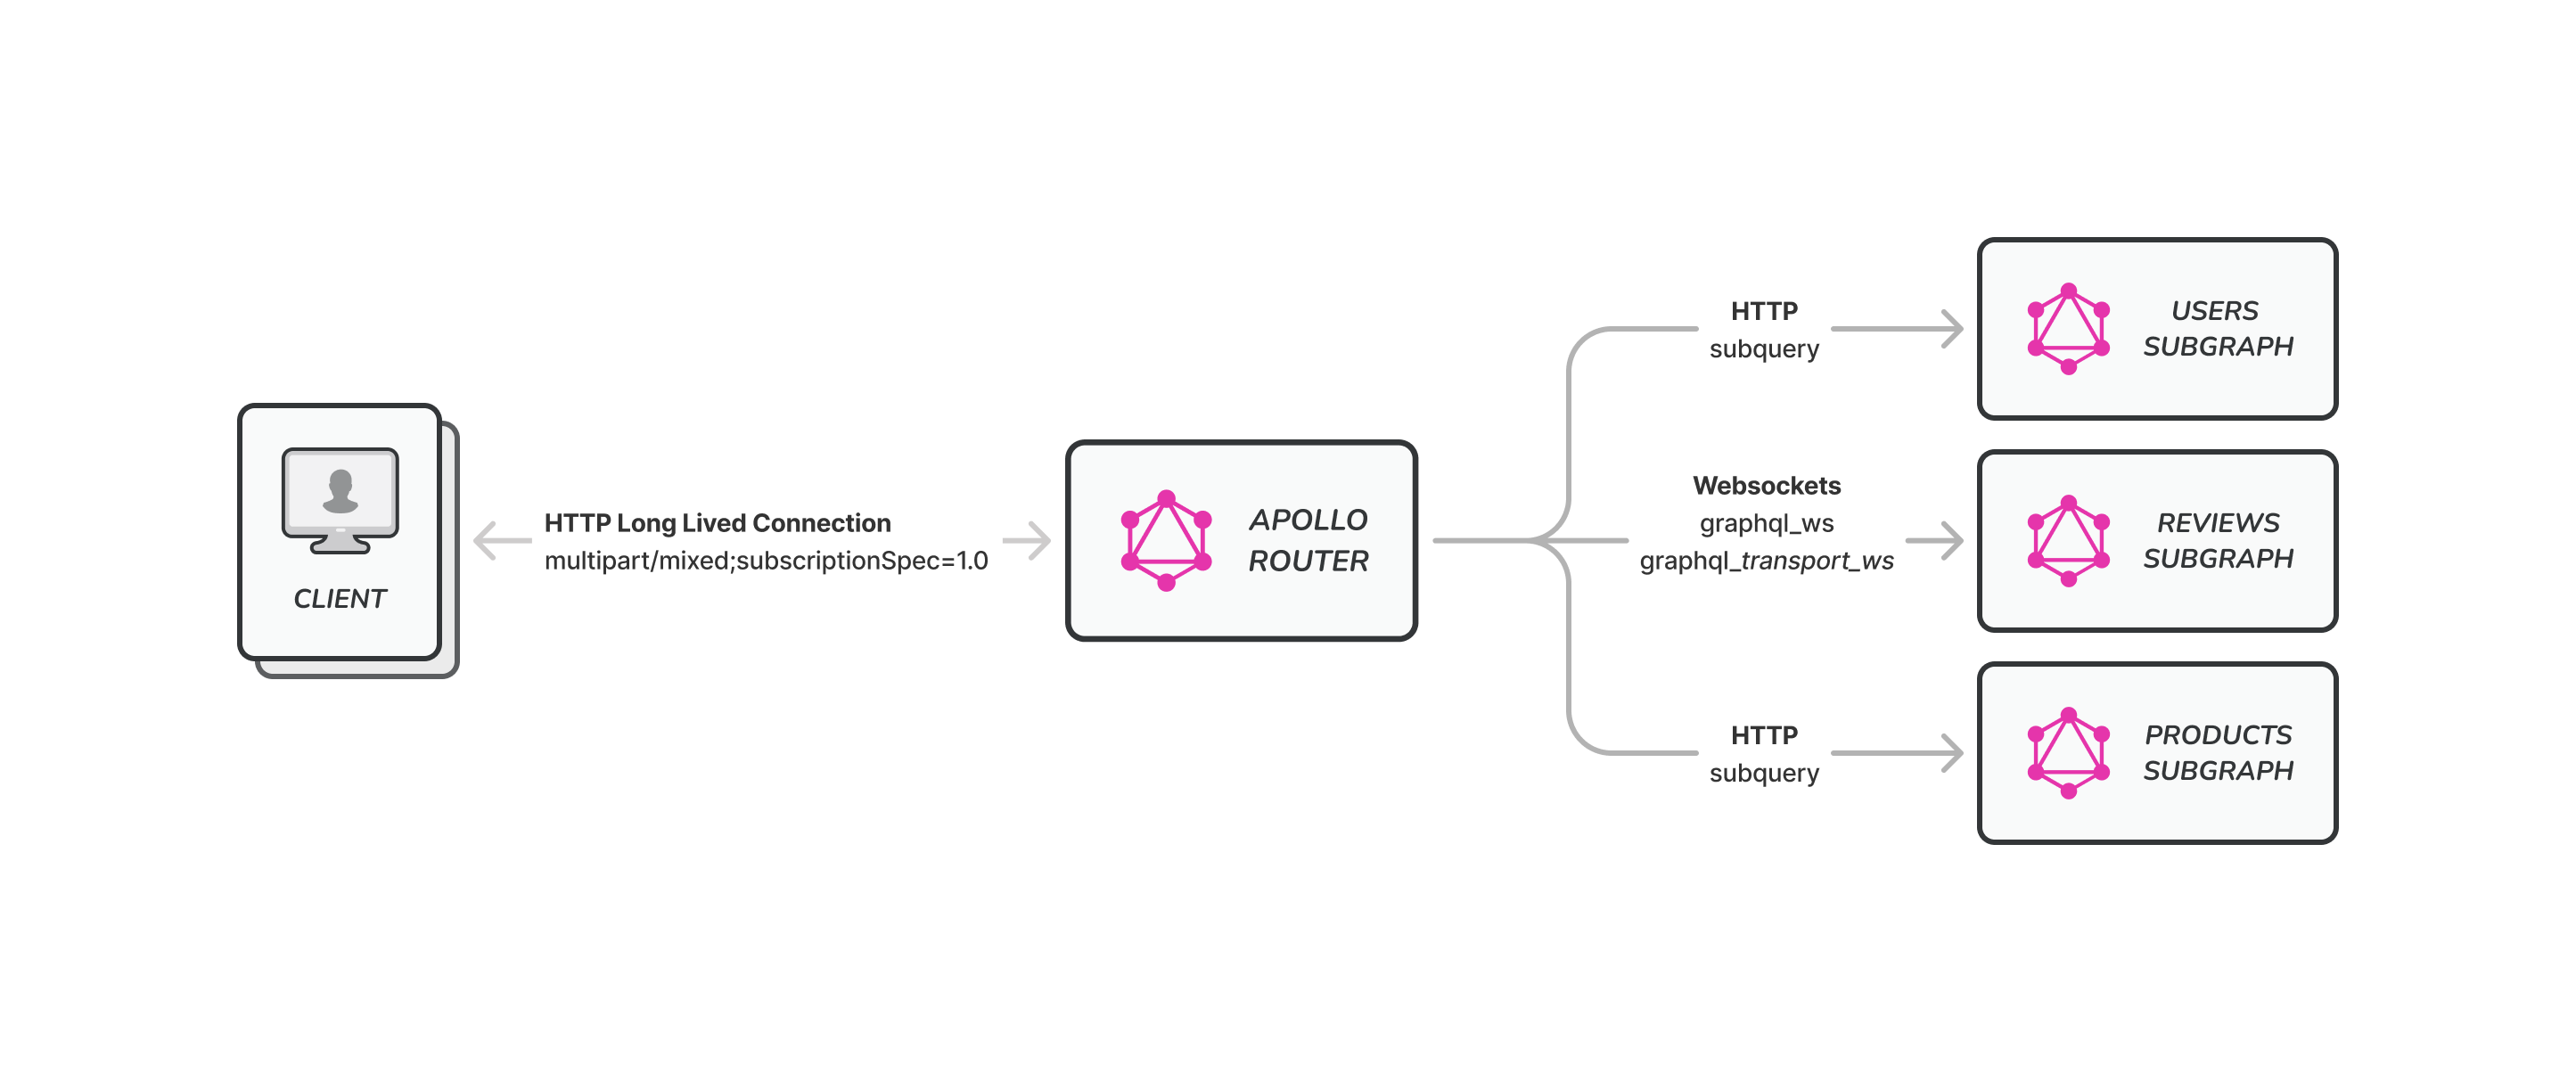 CLIENT
HTTP Long Lived Connection
multipart/mixed;subscriptionSpec=1.0
APOLLO
ROUTER
HTTP
subquery
Websockets
graphql_ws
graphql_transport_ws
HTTP
subquery
USERS
SUBGRAPH
REVIEWS
SUBGRAPH
PRODUCTS
SUBGRAPH